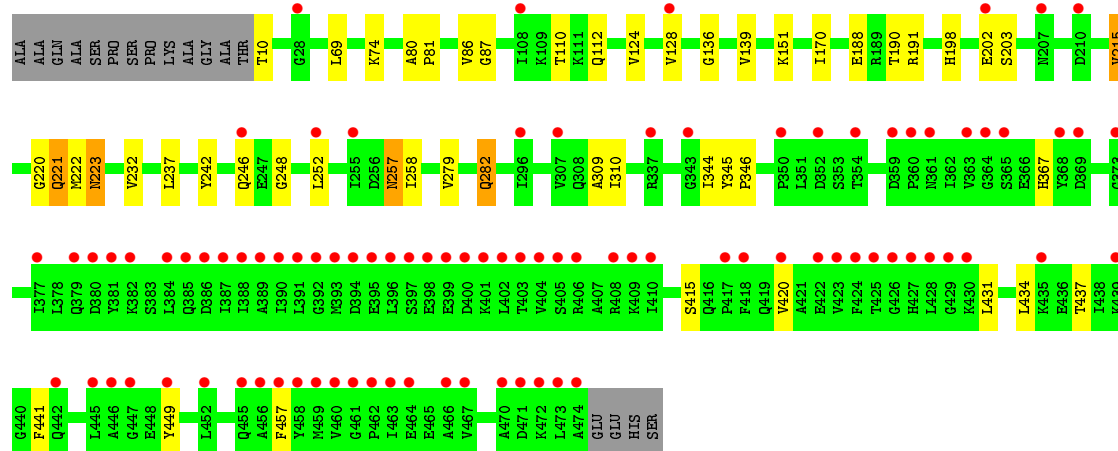 ALA ALA GLN ALA SER PRO SER PRO LYS ALA GLY ALA THR T10 G28 L69 K74 A80 P81 V86 G87 I108 K109 T110 K111 Q112 V124 V128 G136 V139 K151 I170 E188 R189 T190 R191 H198 E202 S203 N207 D210
G220 Q221 M222 N223 V232 L237 Y242 Q246 E247 G248 L252 I255 D256 N257 I258 V279 Q282 I296 V307 Q308 A309 I310 R337 G343 I344 Y345 P346 P350 L351 D352 S353 T354 D359 P360 N361 I362 V363 G364 S365 E366 H367 Y368 D369
I377 L378 Q379 D380 Y381 K382 S383 L384 Q385 D386 I387 I388 A389 I390 L391 G392 M393 D394 E395 L396 S397 E398 E399 D400 K401 L402 T403 V404 S405 R406 A407 R408 K409 I410 S415 Q416 P417 F418 Q419 V420 A421 E422 V423 F424 T425 G426 H427 L428 G429 K430 L431 L434 K435 E436 T437 I438
G440 F441 Q442 L445 A446 G447 E448 Y449 L452 Q455 A456 F457 Y458 M459 V460 G461 P462 I463 E464 E465 A466 V467 A470 D471 K472 L473 A474 GLU GLU HIS SER